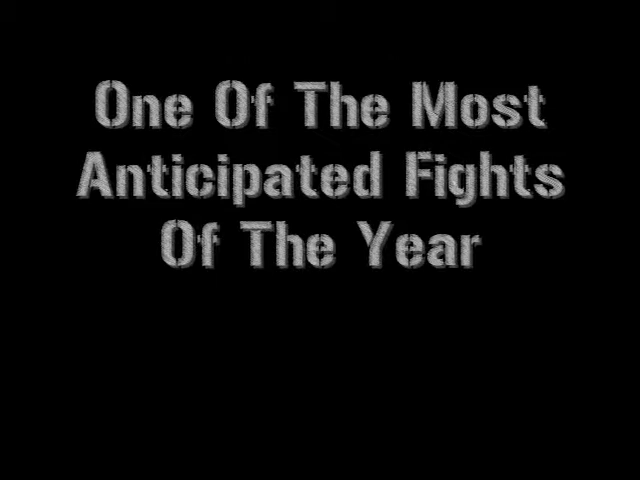 One Of The Most
Anticipated Fights
Of The Year